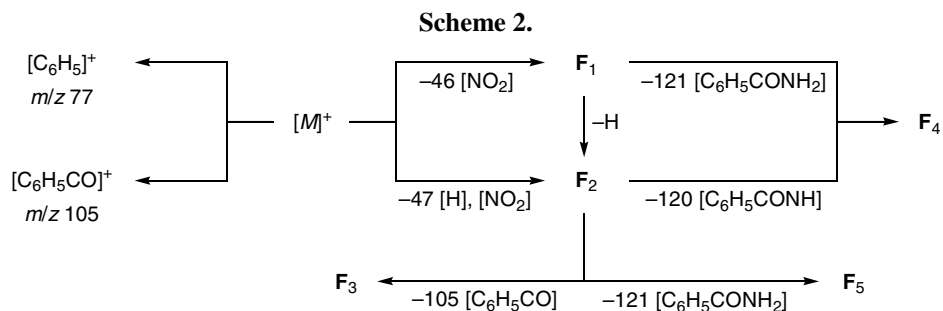 Scheme 2.
[C₆H₅]⁺
m/z 77
[M]⁺
[C₆H₅CO]⁺
m/z 105
–46 [NO₂]
F₁
–121 [C₆H₅CONH₂]
–H
F₄
–47 [H], [NO₂]
F₂
–120 [C₆H₅CONH]
F₃
–105 [C₆H₅CO]
–121 [C₆H₅CONH₂]
F₅